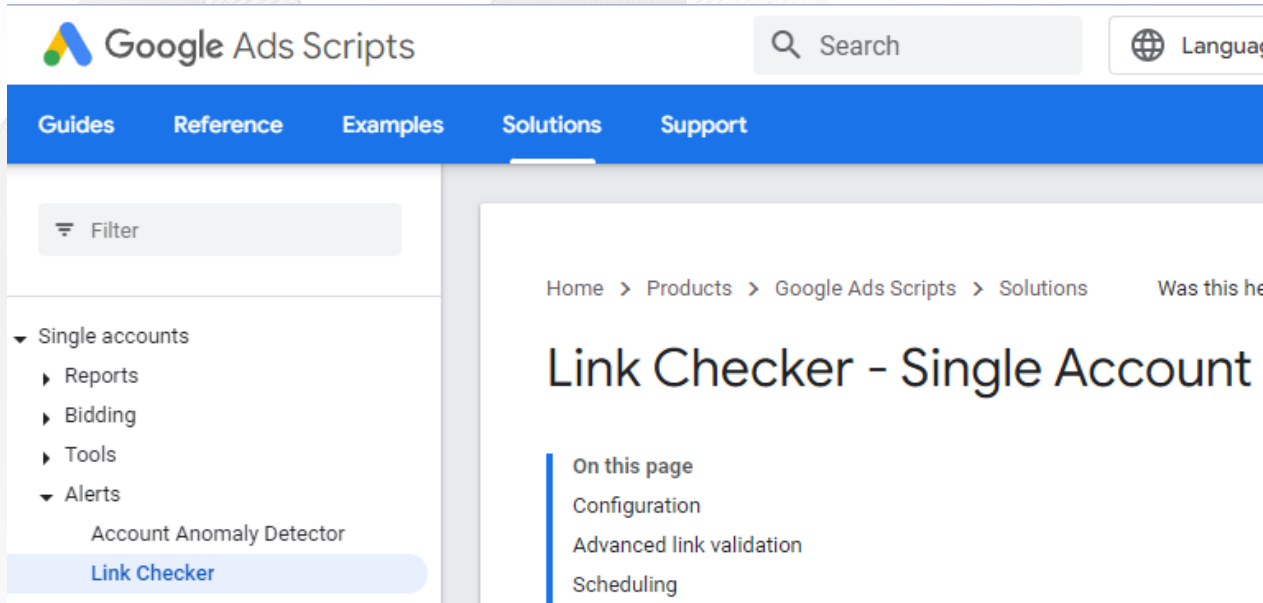 Google Ads Scripts
Search
Guides Reference Examples Solutions Support
Filter
Single accounts
Reports
Bidding
Tools
Alerts
Account Anomaly Detector
Link Checker
Home > Products > Google Ads Scripts > Solutions
Was this
Link Checker - Single Account
On this page
Configuration
Advanced link validation
Scheduling